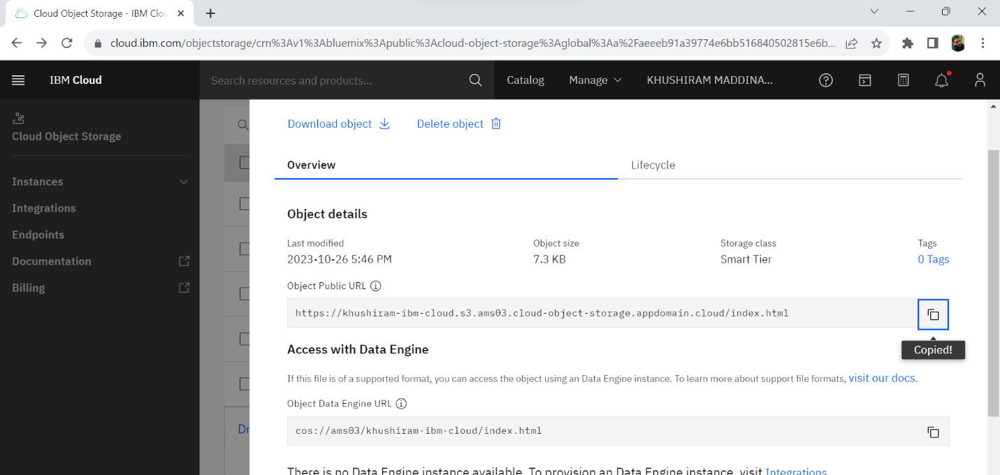 Cloud Object Storage - IBM Clou
cloud.ibm.com/objectstorage/crn%3Av1%3Abluemix%3Apublic%3Acloud-object-storage%3Aglobal%3Aa%2Faeeeb91a39774e6bb516840502815e6b...
IBM Cloud
Search resources and products...
Catalog
Manage
KHUSHIRAM MADDINA...
Cloud Object Storage
Instances
Integrations
Endpoints
Documentation
Billing
Dr
Download object
Delete object
Overview
Lifecycle
Object details
Last modified Object size Storage class Tags
2023-10-26 5:46 PM 7.3 KB Smart Tier 0 Tags
Object Public URL
https://khushiram-ibm-cloud.s3.ams03.cloud-object-storage.appdomain.cloud/index.html
Copied!
Access with Data Engine
If this file is of a supported format, you can access the object using an Data Engine instance. To learn more about support file formats, visit our docs.
Object Data Engine URL
cos://ams03/khushiram-ibm-cloud/index.html
There is no Data Engine instance available. To provision an Data Engine instance, visit Integrations